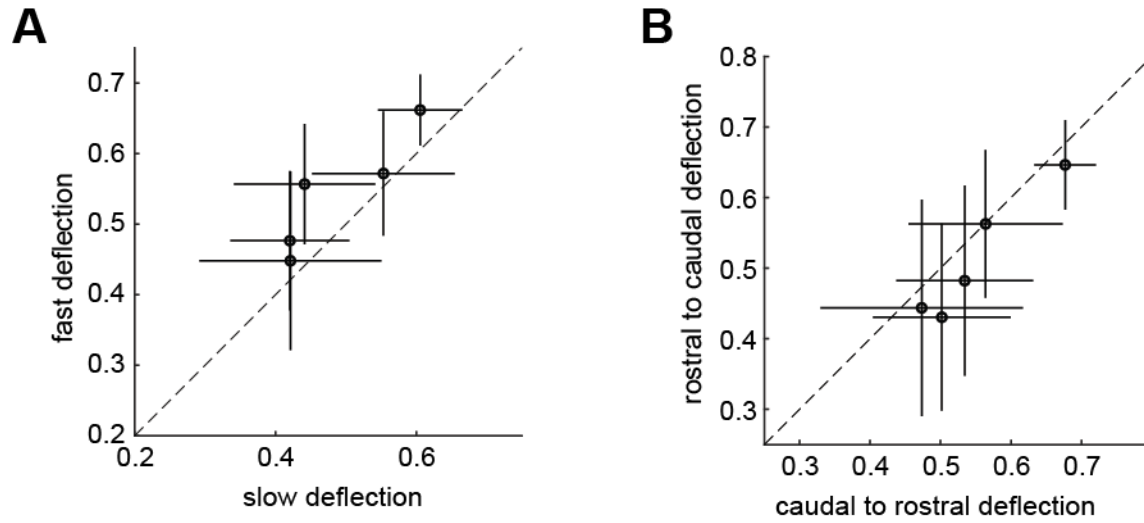 A
fast deflection
0.7
0.6
0.5
0.4
0.3
0.2
0.2 0.4 0.6
slow deflection
B
rostral to caudal deflection
0.8
0.7
0.6
0.5
0.4
0.3
0.3 0.4 0.5 0.6 0.7
caudal to rostral deflection